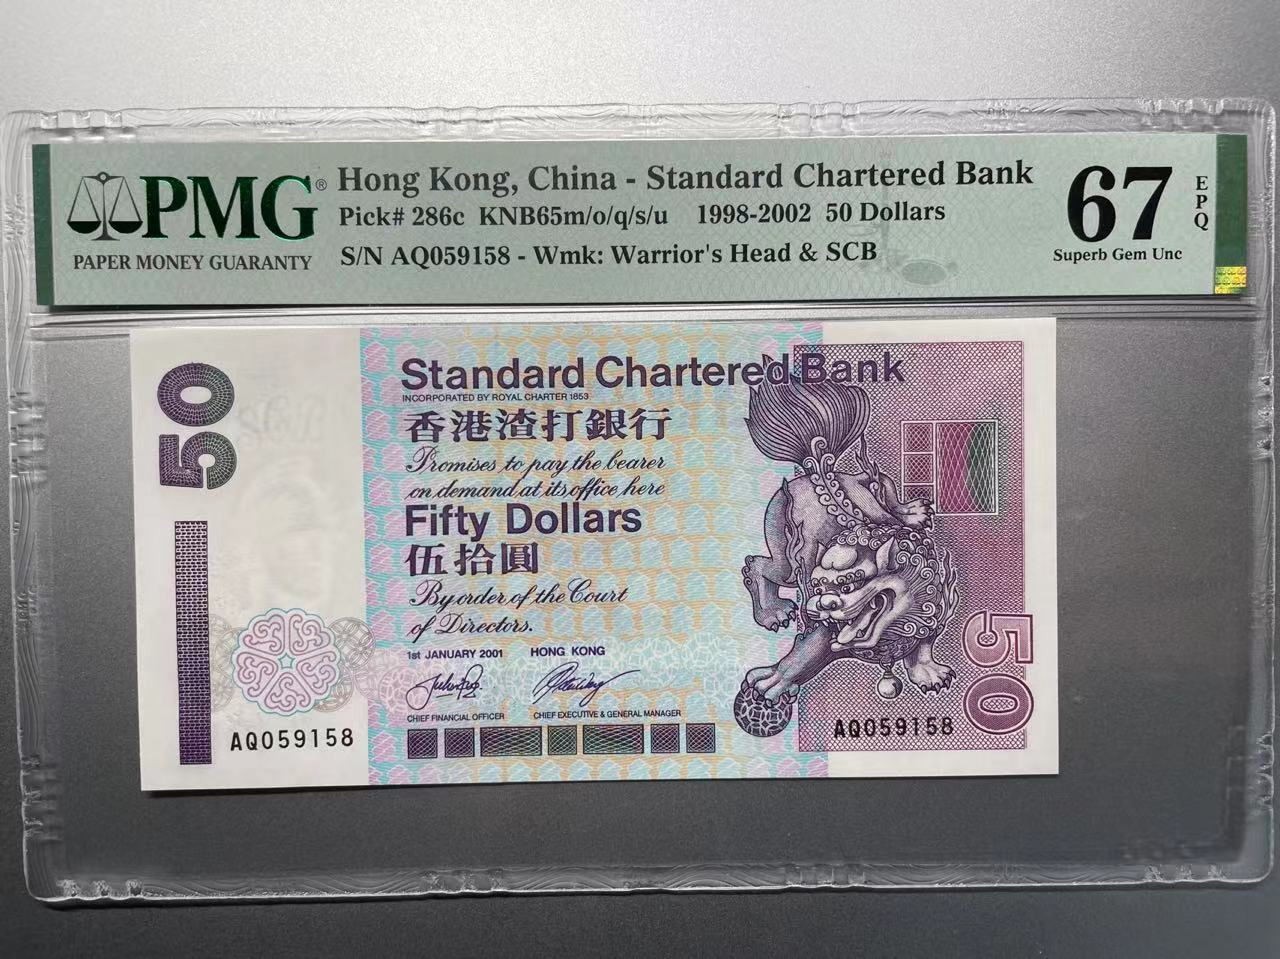 PMG®
PAPER MONEY GUARANTY
Hong Kong, China - Standard Chartered Bank
Pick# 286c KNB65m/o/q/s/u 1998-2002 50 Dollars
S/N AQ059158 - Wmk: Warrior's Head & SCB
67
EPQ
Superb Gem Unc
50
Standard Chartered Bank
INCORPORATED BY ROYAL CHARTER 1853
香港渣打銀行
Promises to pay the bearer
on demand at its office here
Fifty Dollars
伍拾圓
By order of the Court
of Directors.
1st JANUARY 2001 HONG KONG
CHIEF FINANCIAL OFFICER CHIEF EXECUTIVE & GENERAL MANAGER
AQ059158
AQ059158
50